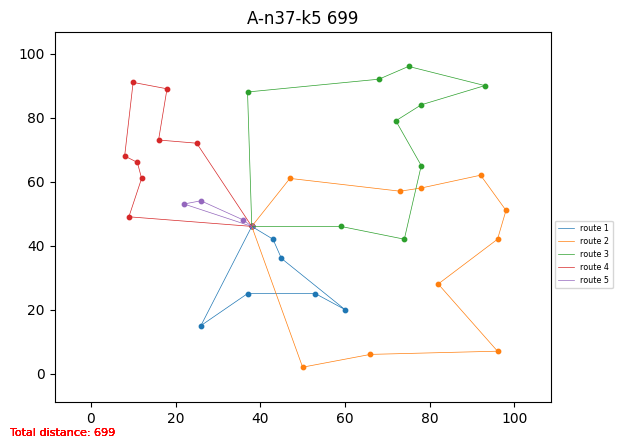 A-n37-k5 699
100
80
60
40
20
0
0 20 40 60 80 100
route 1
route 2
route 3
route 4
route 5
Total distance: 699